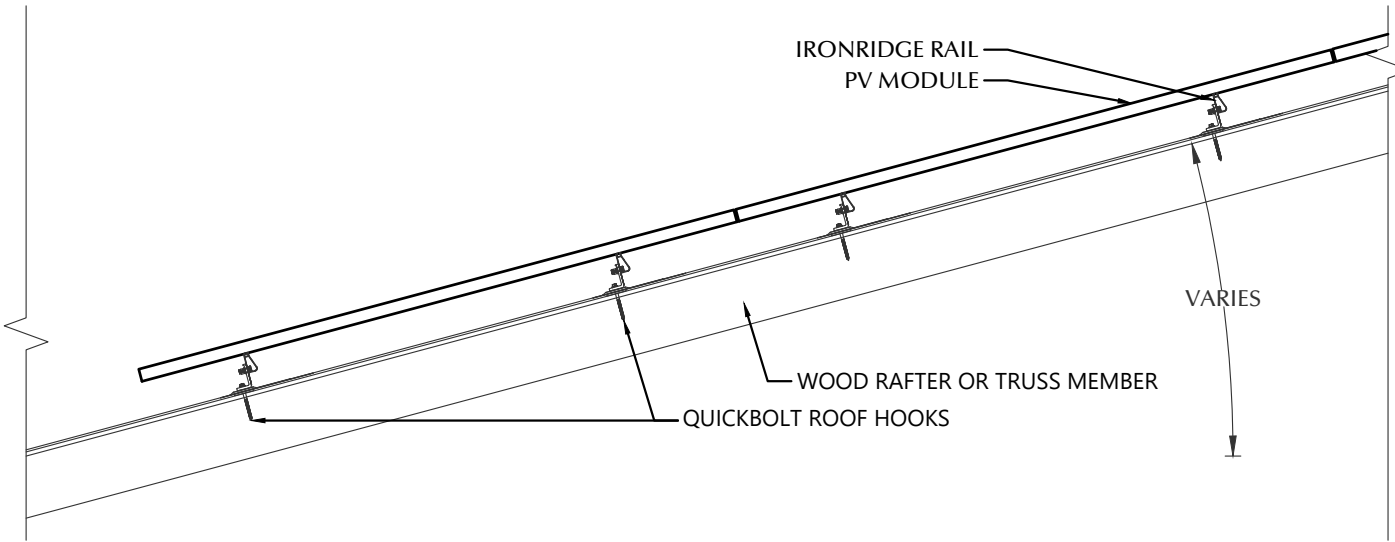 IRONRIDGE RAIL
PV MODULE
VARIES
WOOD RAFTER OR TRUSS MEMBER
QUICKBOLT ROOF HOOKS